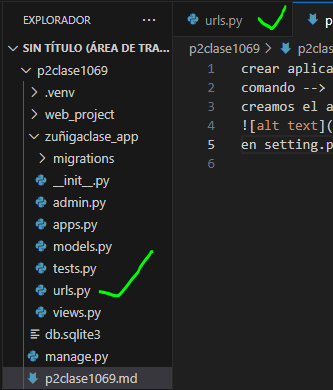 EXPLORADOR
urls.py
SIN TÍTULO (ÁREA DE TRA...
p2clase1069
.venv
web_project
zuñigaclase_app
migrations
__init__.py
admin.py
apps.py
models.py
tests.py
urls.py
views.py
db.sqlite3
manage.py
p2clase1069.md
p2clase1069 >
1 crear aplica
2 comando -->
3 creamos el a
4 ![alt text](
5 en setting.p
6